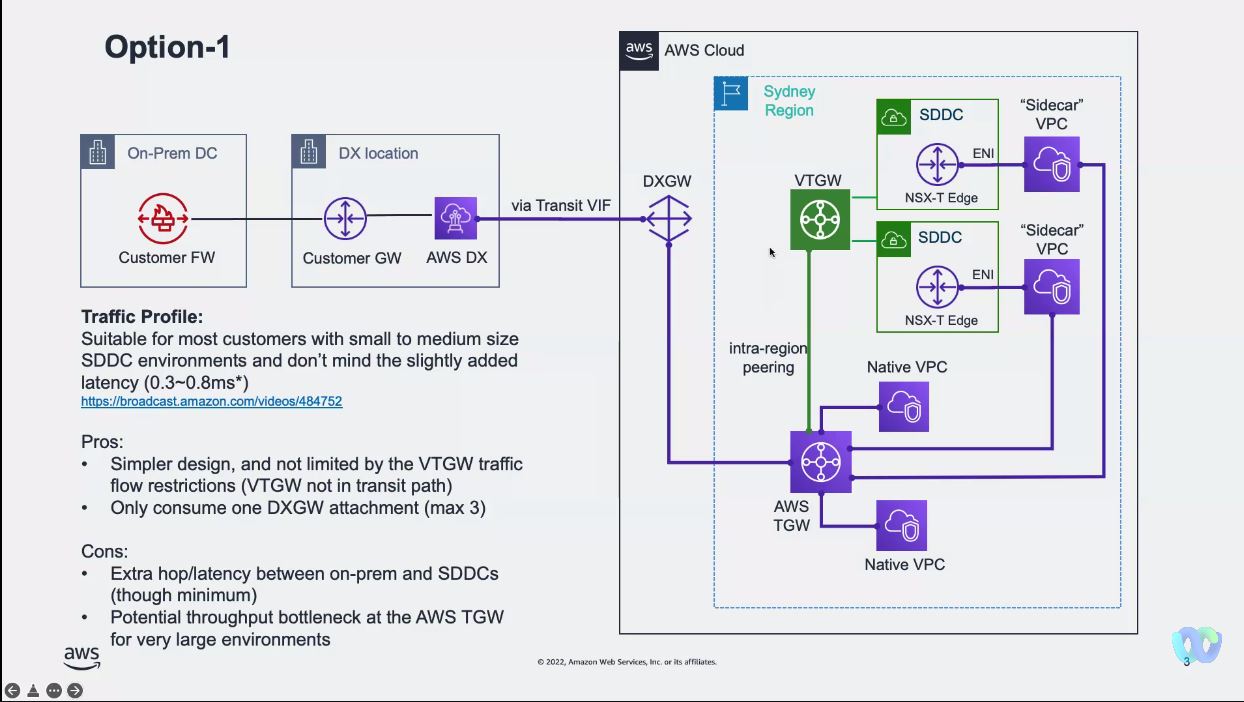 Option-1
aws
AWS Cloud
Sydney
Region
SDDC
"Sidecar"
VPC
ENI
NSX-T Edge
On-Prem DC
DX location
DXGW
VTGW
via Transit VIF
Customer FW
Customer GW
AWS DX
SDDC
"Sidecar"
VPC
ENI
NSX-T Edge
Traffic Profile:
Suitable for most customers with small to medium size
SDDC environments and don't mind the slightly added
latency (0.3~0.8ms*)
https://broadcast.amazon.com/videos/484752
intra-region
peering
Native VPC
Pros:
• Simpler design, and not limited by the VTGW traffic
flow restrictions (VTGW not in transit path)
• Only consume one DXGW attachment (max 3)
AWS
TGW
Native VPC
Cons:
• Extra hop/latency between on-prem and SDDCs
(though minimum)
• Potential throughput bottleneck at the AWS TGW
for very large environments
aws
© 2022, Amazon Web Services, Inc. or its affiliates.
3